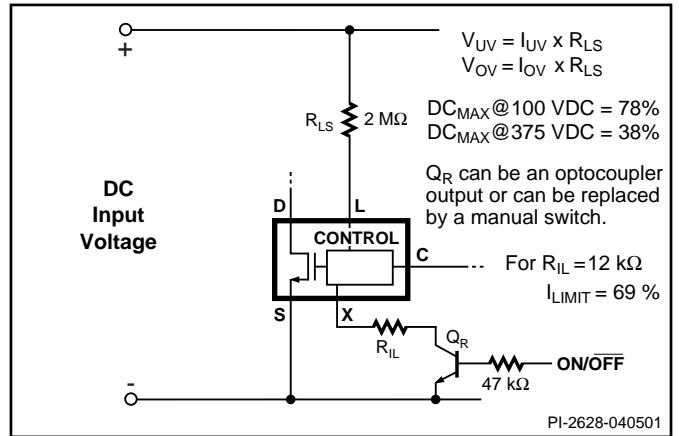 +
V_UV = I_UV x R_LS
V_OV = I_OV x R_LS
R_LS
2 MΩ
DC_MAX@100 VDC = 78%
DC_MAX@375 VDC = 38%
DC
Input
Voltage
Q_R can be an optocoupler
output or can be replaced
by a manual switch.
D
L
CONTROL
C
For R_IL = 12 kΩ
I_LIMIT = 69 %
S
X
R_IL
Q_R
47 kΩ
ON/O̅F̅F̅
-
PI-2628-040501